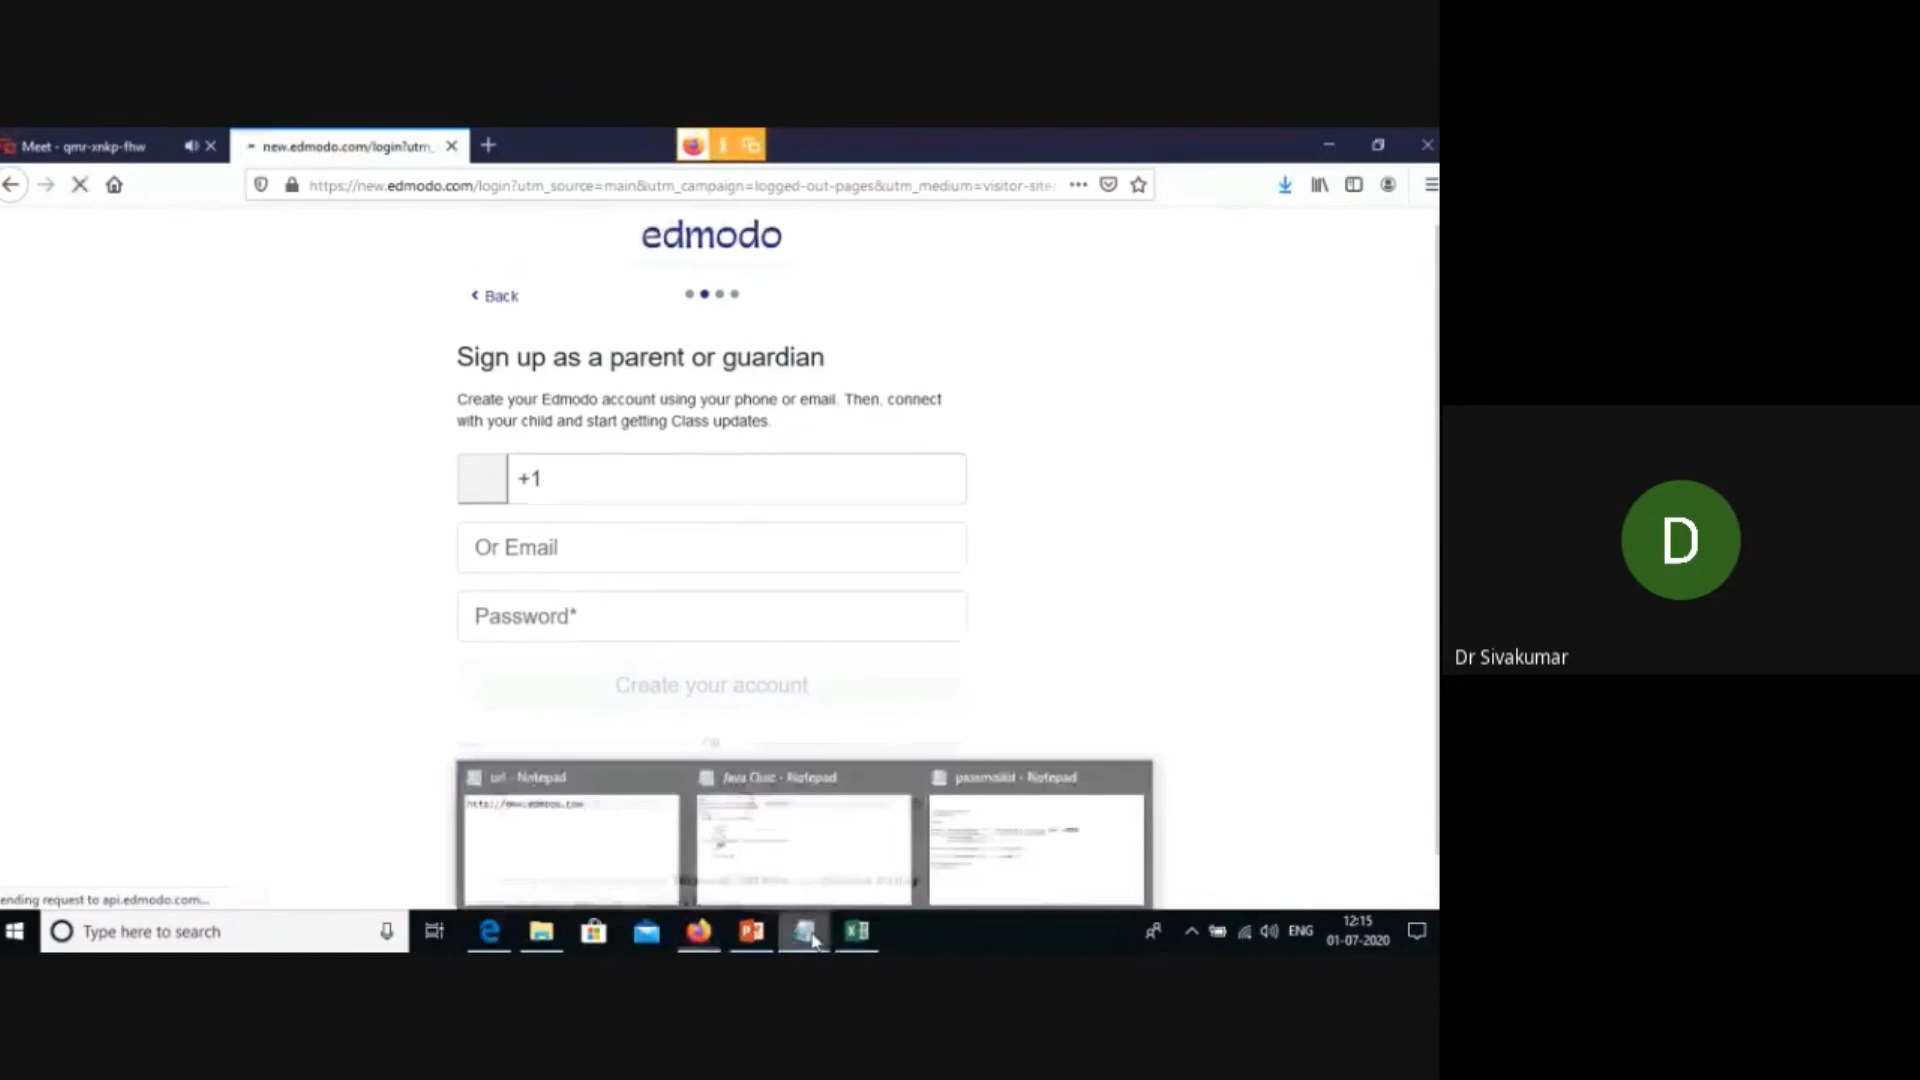 Meet - qmr-xnkp-fhw
new.edmodo.com/login?utm_
https://new.edmodo.com/login?utm_source=main&utm_campaign=logged-out-pages&utm_medium=visitor-site
edmodo
Back
Sign up as a parent or guardian
Create your Edmodo account using your phone or email. Then, connect
with your child and start getting Class updates.
+1
Or Email
Password*
Create your account
url - Notepad
Java Quiz - Notepad
- Notepad
ending request to api.edmodo.com...
Type here to search
ENG
12:15
01-07-2020
D
Dr Sivakumar